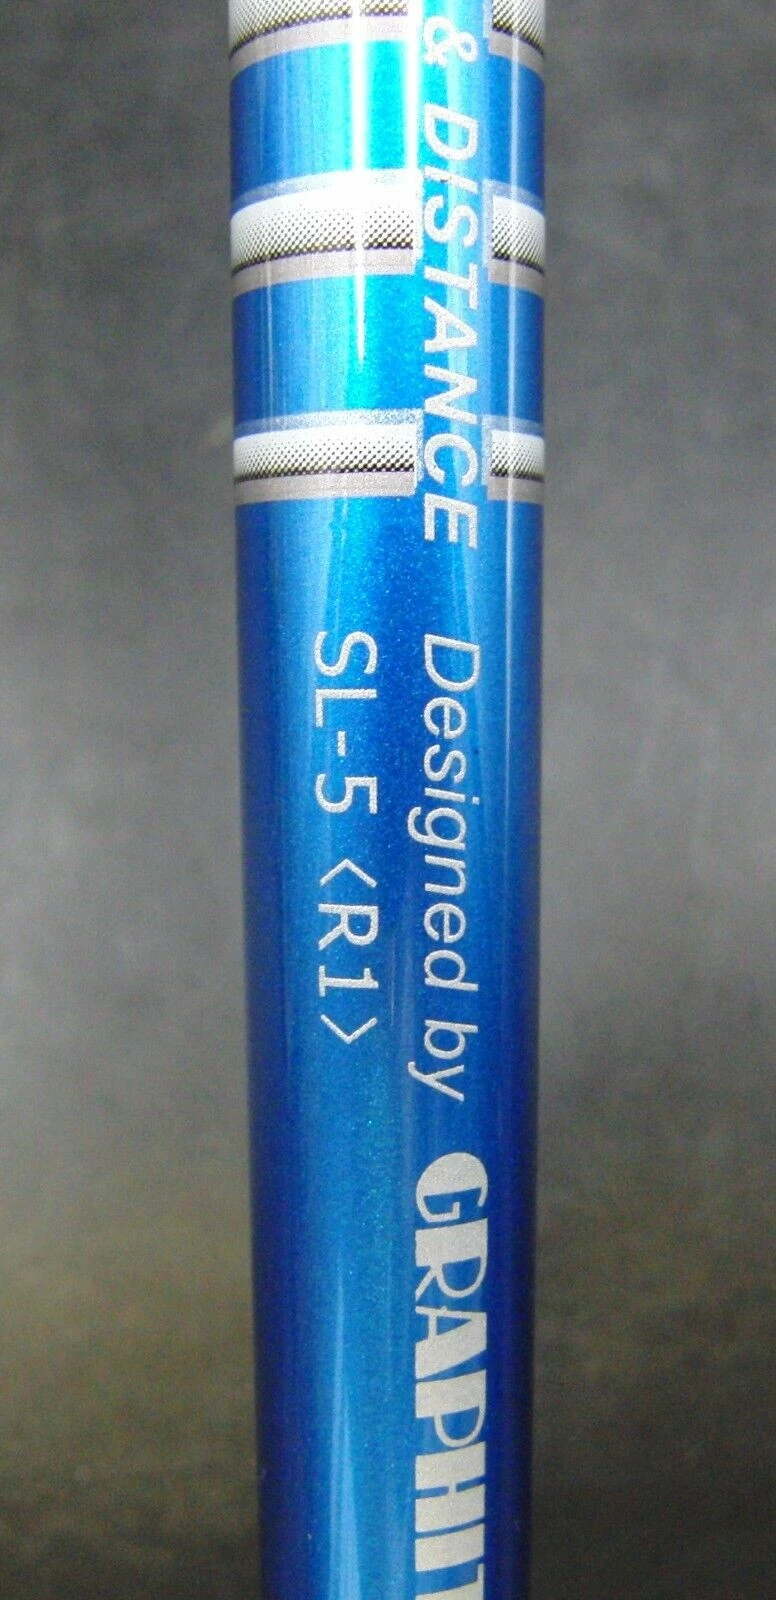 & DISTANCE Designed by GRAPHIT
SL-5 <R1>